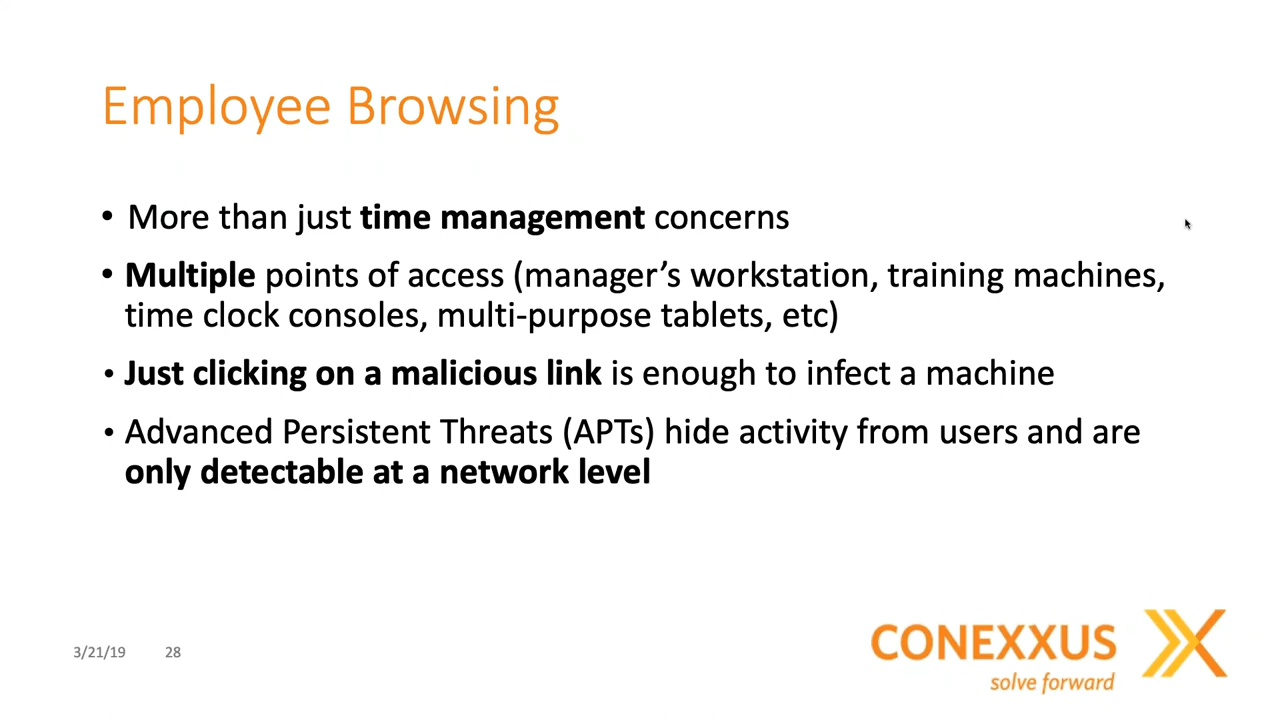 Employee Browsing
• More than just time management concerns
• Multiple points of access (manager’s workstation, training machines,
time clock consoles, multi-purpose tablets, etc)
• Just clicking on a malicious link is enough to infect a machine
• Advanced Persistent Threats (APTs) hide activity from users and are
only detectable at a network level
3/21/19 28
CONEXXUS
solve forward